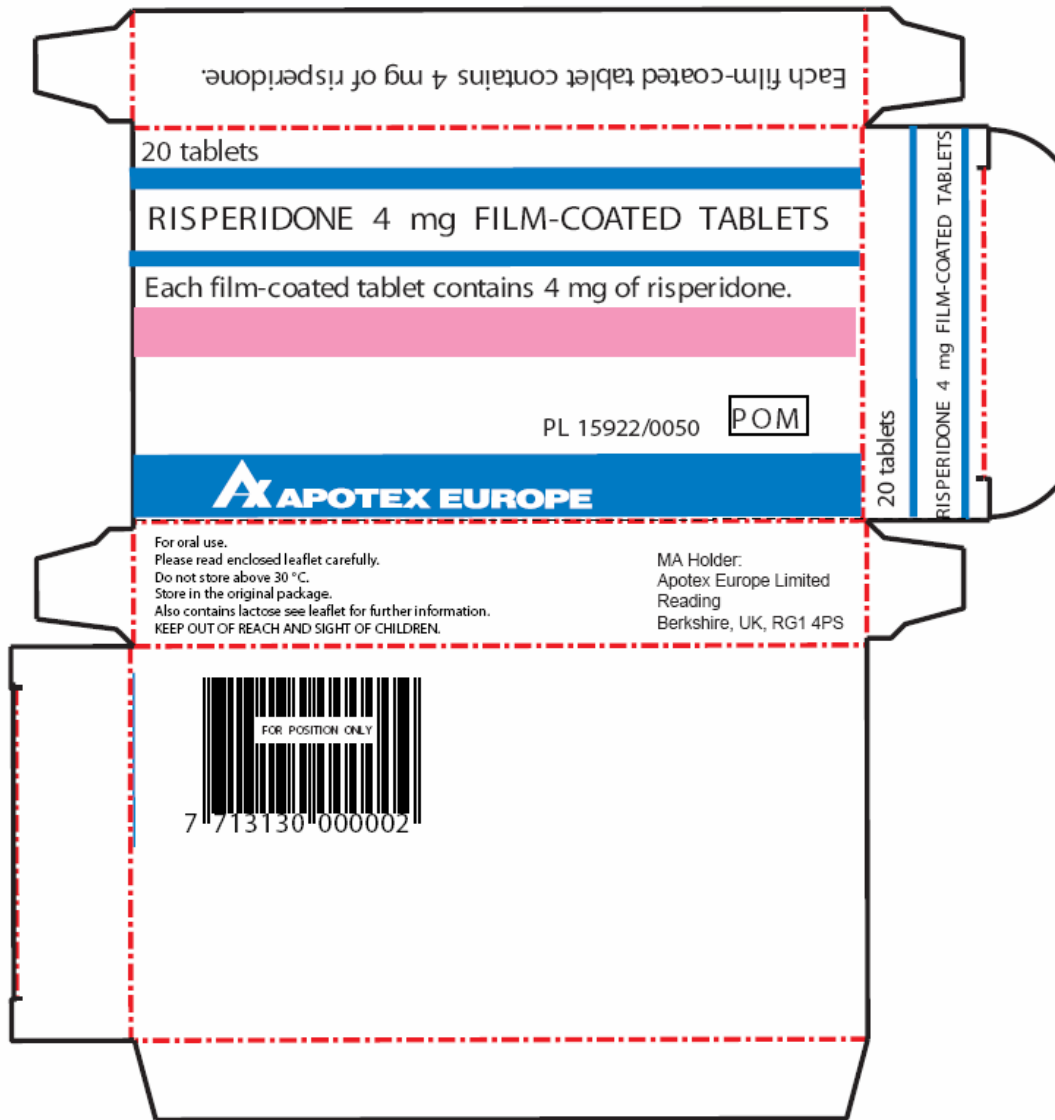 Each film-coated tablet contains 4 mg of risperidone.
20 tablets
RISPERIDONE 4 mg FILM-COATED TABLETS
Each film-coated tablet contains 4 mg of risperidone.
PL 15922/0050
POM
APOTEX EUROPE
20 tablets
RISPERIDONE 4 mg FILM-COATED TABLETS
For oral use.
Please read enclosed leaflet carefully.
Do not store above 30 °C.
Store in the original package.
Also contains lactose see leaflet for further information.
KEEP OUT OF REACH AND SIGHT OF CHILDREN.
MA Holder:
Apotex Europe Limited
Reading
Berkshire, UK, RG1 4PS
FOR POSITION ONLY
7 713130 000002